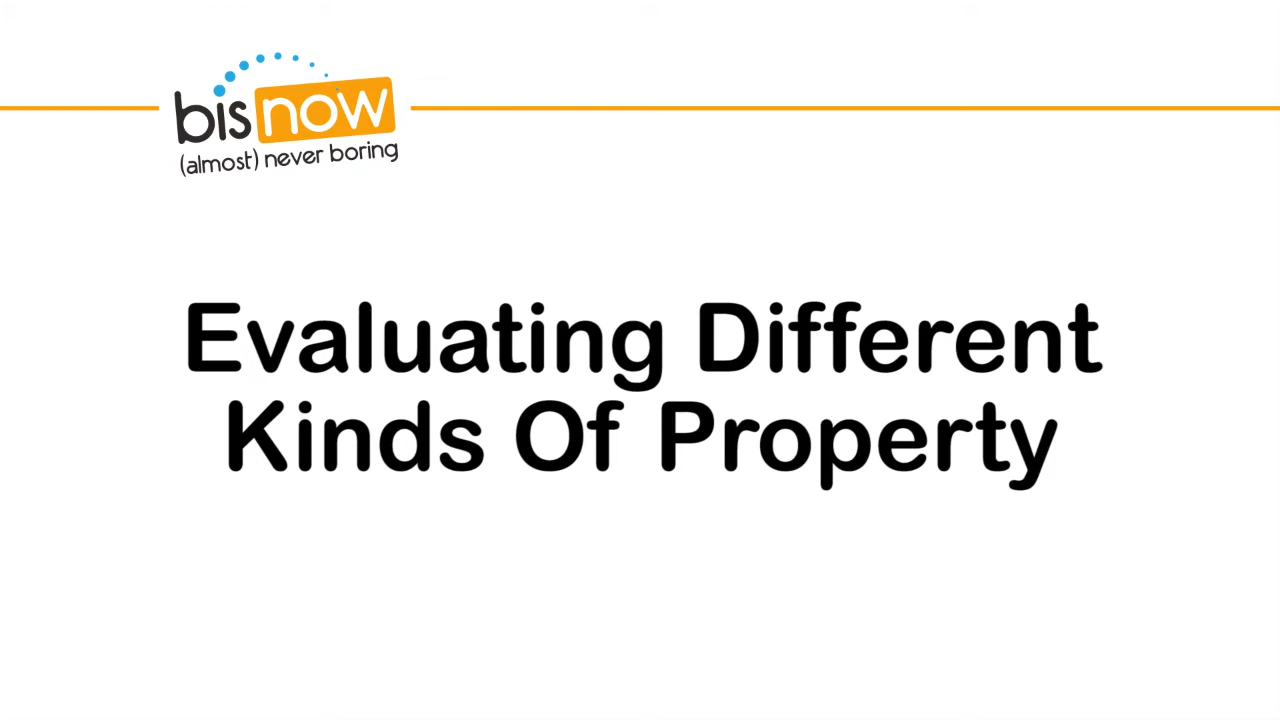 bisnow
(almost) never boring
Evaluating Different
Kinds Of Property